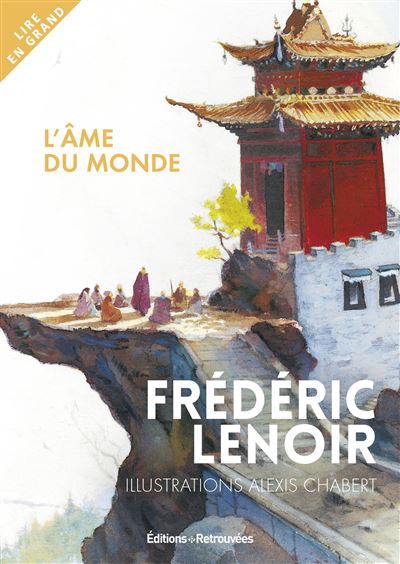 LIRE
EN GRAND
L'ÂME
DU MONDE
FRÉDÉRIC
LENOIR
ILLUSTRATIONS ALEXIS CHABERT
Éditions Retrouvées